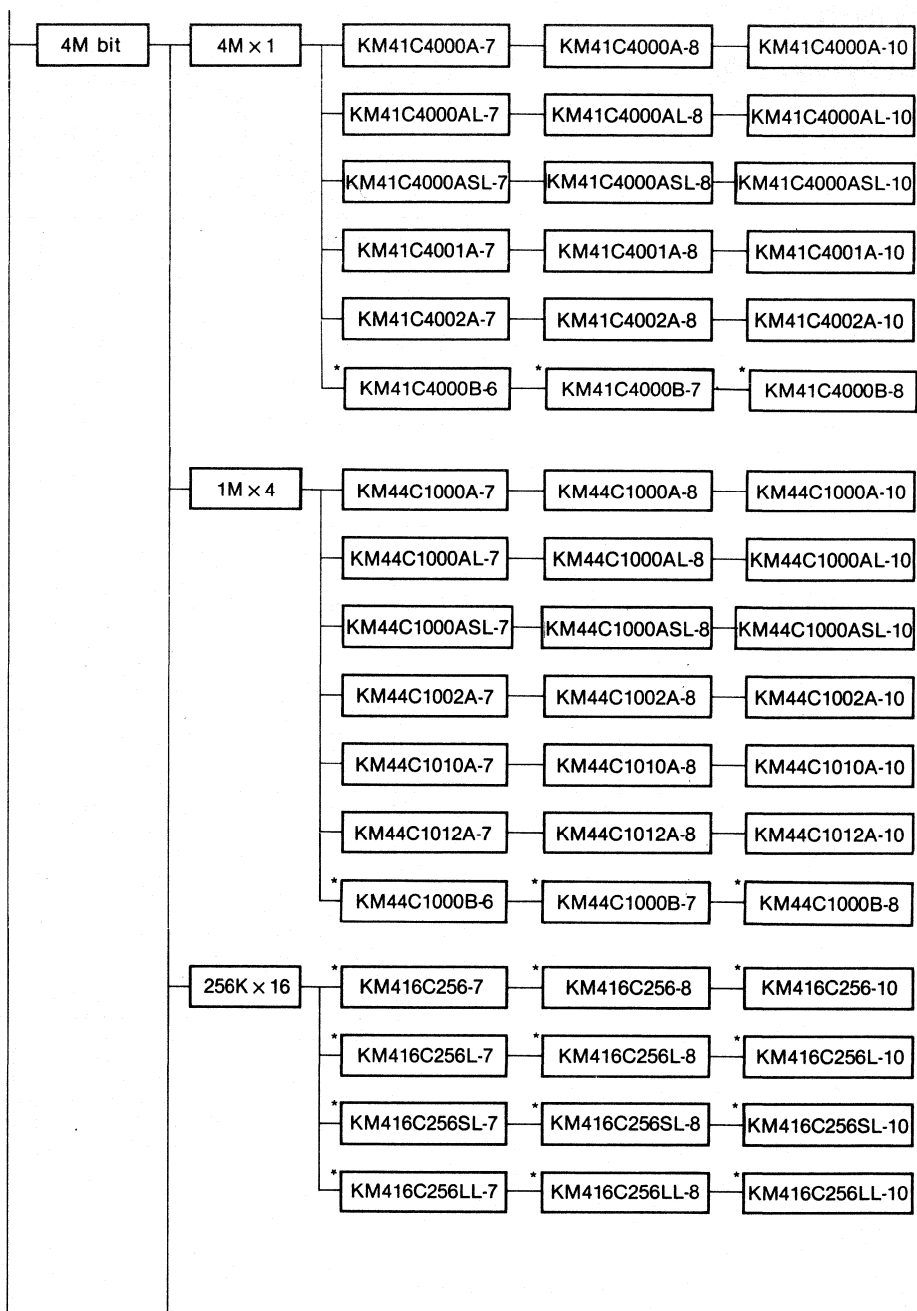 4M bit 4M × 1 KM41C4000A-7 KM41C4000A-8 KM41C4000A-10
KM41C4000AL-7 KM41C4000AL-8 KM41C4000AL-10
KM41C4000ASL-7 KM41C4000ASL-8 KM41C4000ASL-10
KM41C4001A-7 KM41C4001A-8 KM41C4001A-10
KM41C4002A-7 KM41C4002A-8 KM41C4002A-10
* KM41C4000B-6 * KM41C4000B-7 * KM41C4000B-8
1M × 4 KM44C1000A-7 KM44C1000A-8 KM44C1000A-10
KM44C1000AL-7 KM44C1000AL-8 KM44C1000AL-10
KM44C1000ASL-7 KM44C1000ASL-8 KM44C1000ASL-10
KM44C1002A-7 KM44C1002A-8 KM44C1002A-10
KM44C1010A-7 KM44C1010A-8 KM44C1010A-10
KM44C1012A-7 KM44C1012A-8 KM44C1012A-10
* KM44C1000B-6 * KM44C1000B-7 * KM44C1000B-8
256K × 16 * KM416C256-7 * KM416C256-8 * KM416C256-10
* KM416C256L-7 * KM416C256L-8 * KM416C256L-10
* KM416C256SL-7 * KM416C256SL-8 * KM416C256SL-10
* KM416C256LL-7 * KM416C256LL-8 * KM416C256LL-10